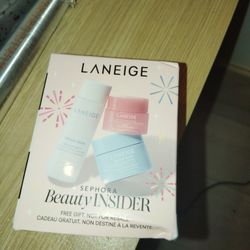 LANEIGE
SEPHORA
Beauty INSIDER
FREE GIFT. NOT FOR RESALE.
CADEAU GRATUIT. NON DESTINÉ À LA REVENTE.